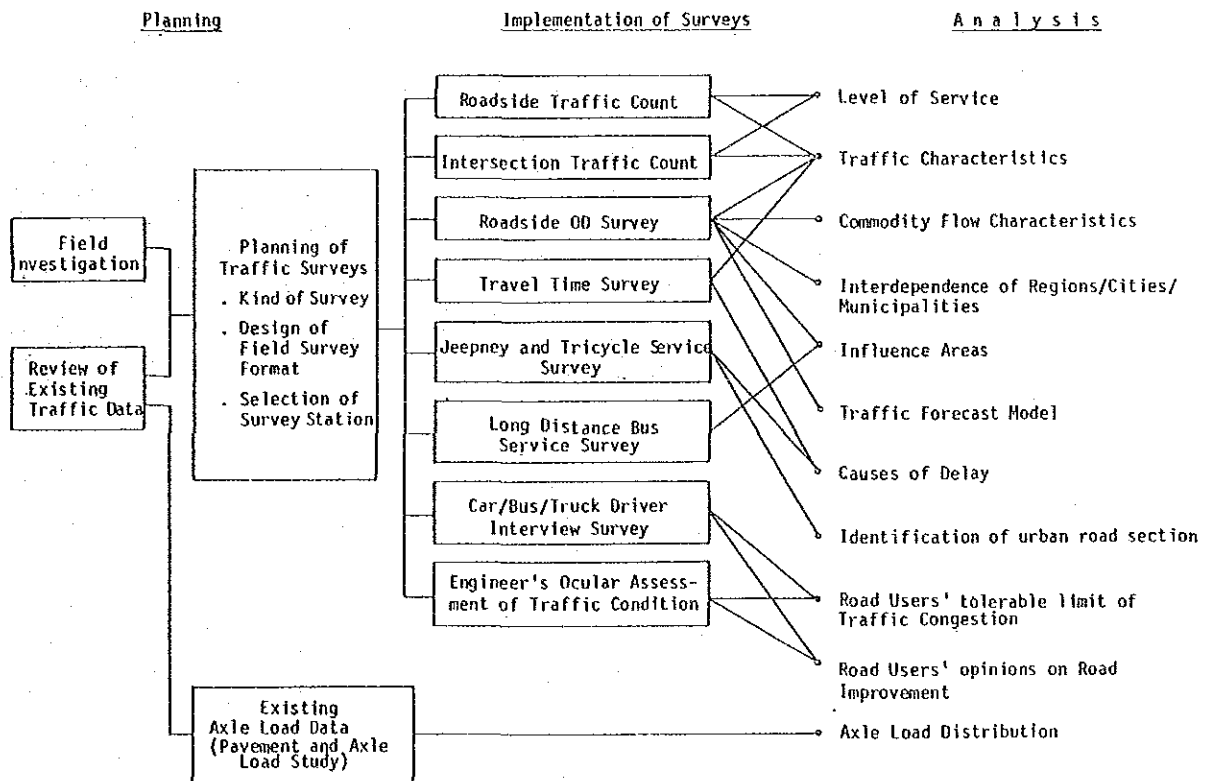 Planning
Implementation of Surveys
A n a l y s i s
Field
nvestigation
Review of
Existing
Traffic Data
Planning of
Traffic Surveys
. Kind of Survey
. Design of
Field Survey
Format
. Selection of
Survey Station
Existing
Axle Load Data
(Pavement and Axle
Load Study)
Roadside Traffic Count
Intersection Traffic Count
Roadside OD Survey
Travel Time Survey
Jeepney and Tricycle Service
Survey
Long Distance Bus
Service Survey
Car/Bus/Truck Driver
Interview Survey
Engineer's Ocular Assess-
ment of Traffic Condition
Level of Service
Traffic Characteristics
Commodity Flow Characteristics
Interdependence of Regions/Cities/
Municipalities
Influence Areas
Traffic Forecast Model
Causes of Delay
Identification of urban road section
Road Users' tolerable limit of
Traffic Congestion
Road Users' opinions on Road
Improvement
Axle Load Distribution